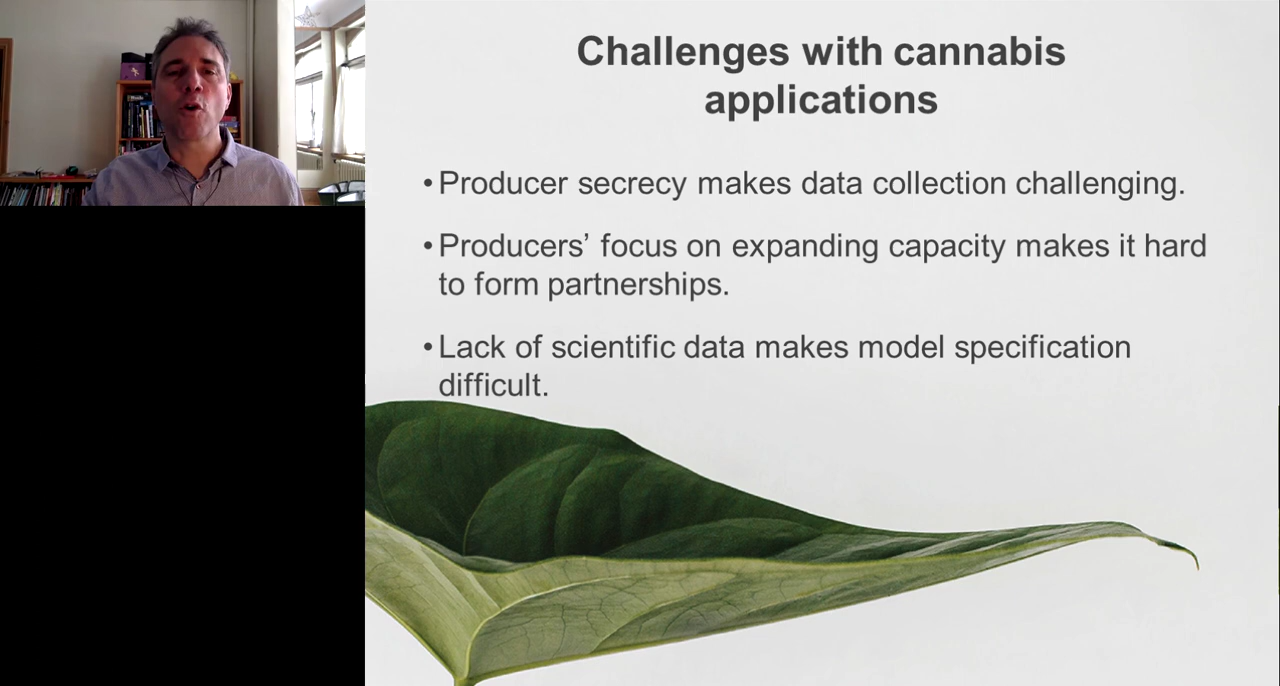 Challenges with cannabis
applications
•Producer secrecy makes data collection challenging.
•Producers’ focus on expanding capacity makes it hard
to form partnerships.
•Lack of scientific data makes model specification
difficult.